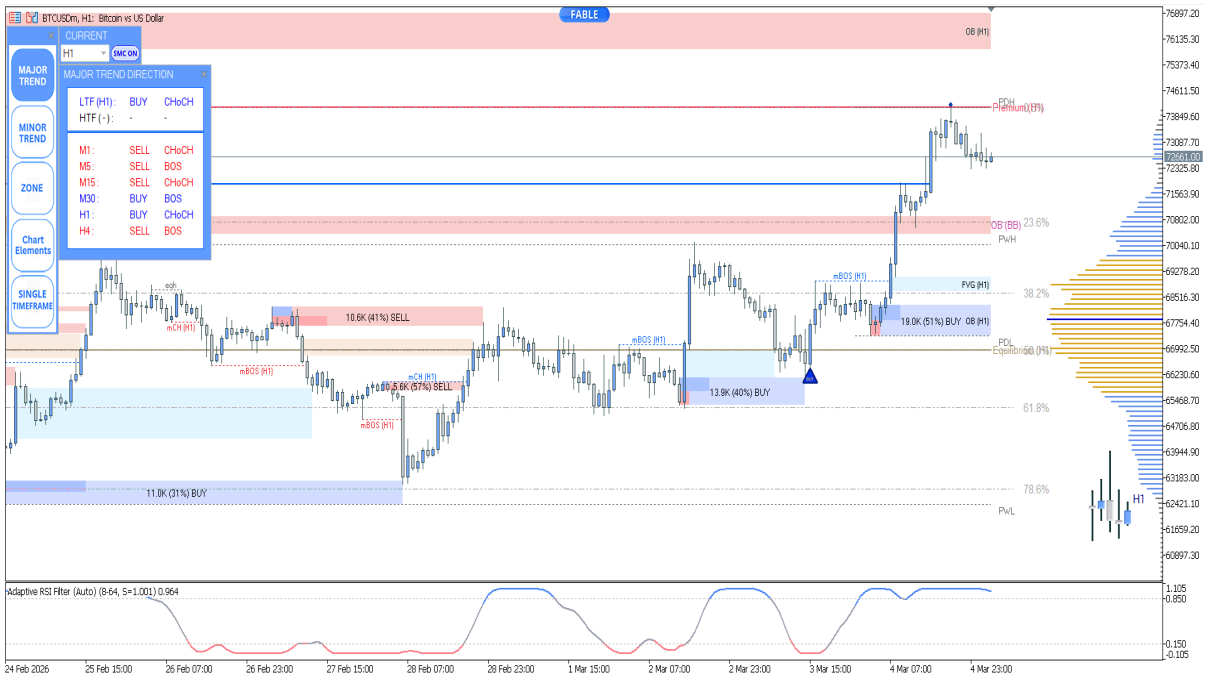 BTCUSDm, H1: Bitcoin vs US Dollar
FABLE
CURRENT
H1
SMC ON
MAJOR TREND DIRECTION
LTF (H1) : BUY CHoCH
HTF ( - ) : - -
M1 : SELL CHoCH
M5 : SELL BOS
M15 : SELL CHoCH
M30 : BUY BOS
H1 : BUY CHoCH
H4 : SELL BOS
MAJOR
TREND
MINOR
TREND
ZONE
Chart
Elements
SINGLE
TIMEFRAME
OB (H1)
PDH
OB (BB)
23.6%
PWH
FVG (H1)
38.2%
19.0K (51%) BUY OB (H1)
PDL
61.8%
78.6%
PWL
eqh
mCH (H1)
mBOS (H1)
10.6K (41%) SELL
mCH (H1)
5.6K (57%) SELL
mBOS (H1)
mBOS (H1)
13.9K (40%) BUY
mBOS (H1)
11.0K (31%) BUY
H1
76897.20
76135.30
75373.40
74611.50
73849.60
73087.70
72661.00
72325.80
71563.90
70802.00
70040.10
69278.20
68516.30
67754.40
66992.50
66230.60
65468.70
64706.80
63944.90
63183.00
62421.10
61659.20
60897.30
Adaptive RSI Filter (Auto) (8-64, S=1.001) 0.964
1.105
0.850
0.150
-0.105
24 Feb 2026
25 Feb 15:00
26 Feb 07:00
26 Feb 23:00
27 Feb 15:00
28 Feb 07:00
28 Feb 23:00
1 Mar 15:00
2 Mar 07:00
2 Mar 23:00
3 Mar 15:00
4 Mar 07:00
4 Mar 23:00